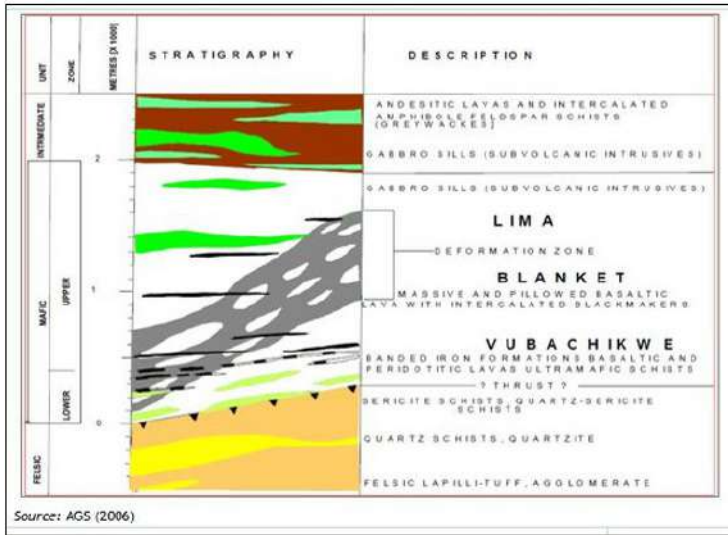 UNIT
ZONE
METRES [X 1000]
STRATIGRAPHY
DESCRIPTION
INTRMEDIATE
MAFIC
UPPER
LOWER
FELSIC
2
1
0
ANDESITIC LAVAS AND INTERCALATED
AMPHIBOLE FELDSPAR SCHISTS
(GREYWACKES]
GABBRO SILLS (SUBVOLCANIC INTRUSIVES)
GABBRO SILLS (SUBVOLCANIC INTRUSIVES)
LIMA
DEFORMATION ZONE
BLANKET
MASSIVE AND PILLOWED BASALTIC
LAVA WITH INTERCALATED BLACKMAKERS
VUBACHIKWE
BANDED IRON FORMATIONS BASALTIC AND
PERIDOTITIC LAVAS ULTRAMAFIC SCHISTS
? THRUST ?
SERICITE SCHISTS, QUARTZ-SERICITE
SCHISTS
QUARTZ SCHISTS, QUARTZITE
FELSIC LAPILLI-TUFF, AGGLOMERATE
Source: AGS (2006)